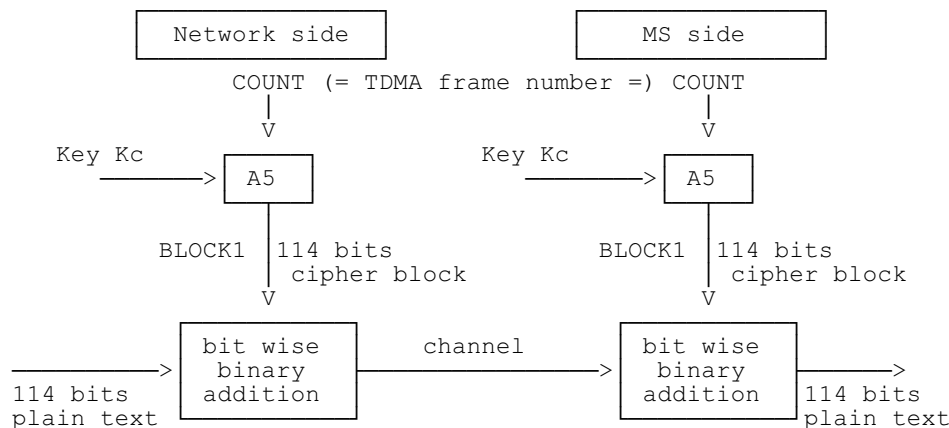 Network side MS side
COUNT (= TDMA frame number =) COUNT
V V
Key Kc Key Kc
> A5 > A5
BLOCK1 114 bits BLOCK1 114 bits
cipher block cipher block
V V
bit wise channel bit wise
> binary > binary >
114 bits addition addition 114 bits
plain text plain text